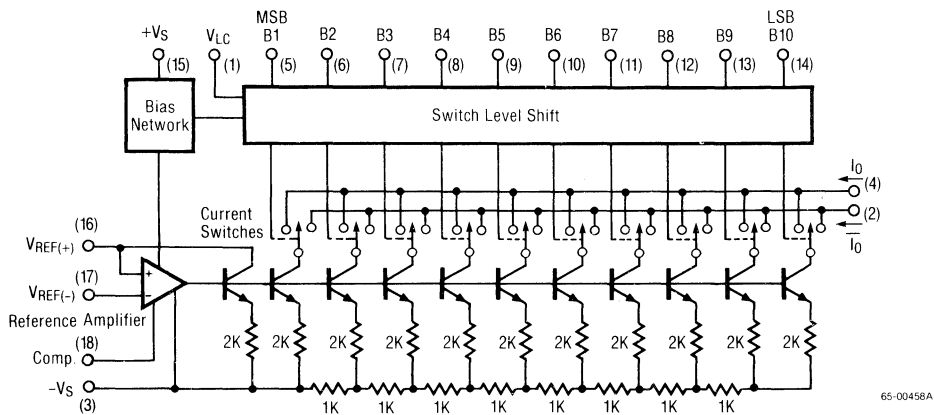 MSB LSB
+VS VLC B1 B2 B3 B4 B5 B6 B7 B8 B9 B10
(15) (1) (5) (6) (7) (8) (9) (10) (11) (12) (13) (14)
Bias
Network
Switch Level Shift
IO
(4)
(2)
IO
Current
Switches
(16)
VREF(+)
+
(17)
VREF(-)
−
Reference Amplifier
(18)
Comp.
2K 2K 2K 2K 2K 2K 2K 2K 2K 2K 2K
−VS
(3)
1K 1K 1K 1K 1K 1K 1K 1K
65-00458A